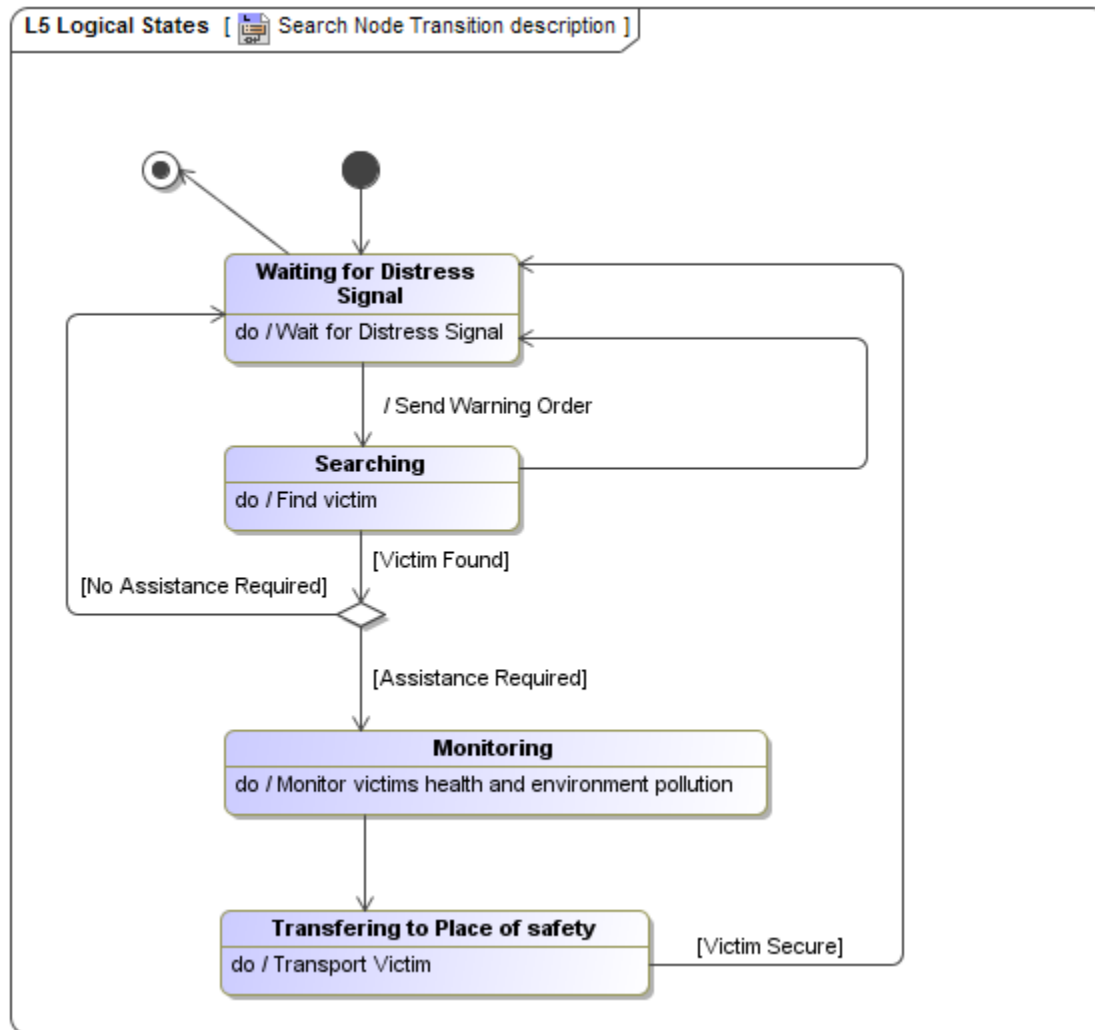 L5 Logical States [ Search Node Transition description ]
Waiting for Distress
Signal
do / Wait for Distress Signal
/ Send Warning Order
Searching
do / Find victim
[Victim Found]
[No Assistance Required]
[Assistance Required]
Monitoring
do / Monitor victims health and environment pollution
Transfering to Place of safety
do / Transport Victim
[Victim Secure]